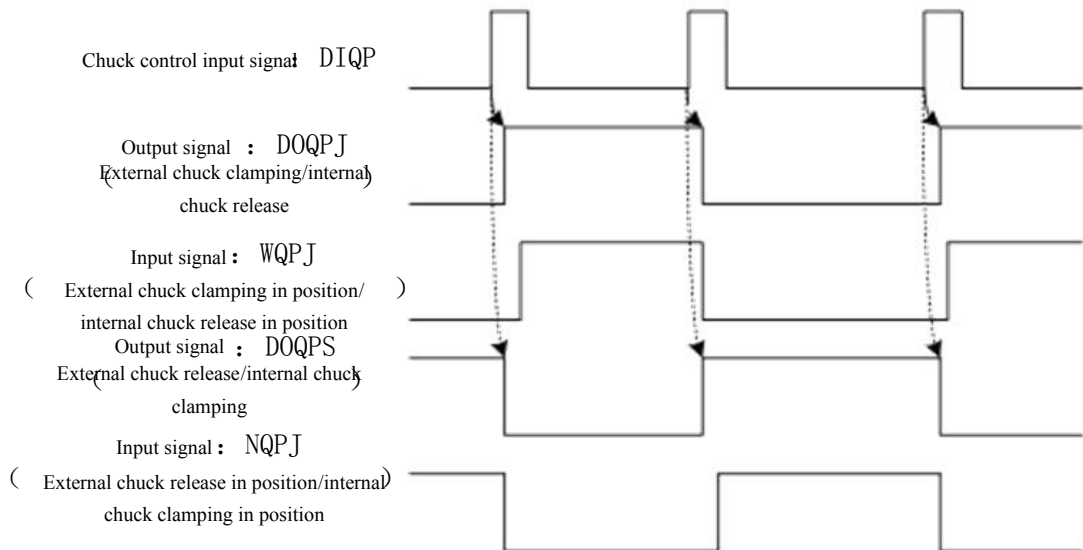 Chuck control input signal： DIQP
Output signal ： DOQPJ
(External chuck clamping/internal)
chuck release
Input signal： WQPJ
（ External chuck clamping in position/ ）
internal chuck release in position
Output signal ： DOQPS
(External chuck release/internal chuck)
clamping
Input signal： NQPJ
（ External chuck release in position/internal）
chuck clamping in position